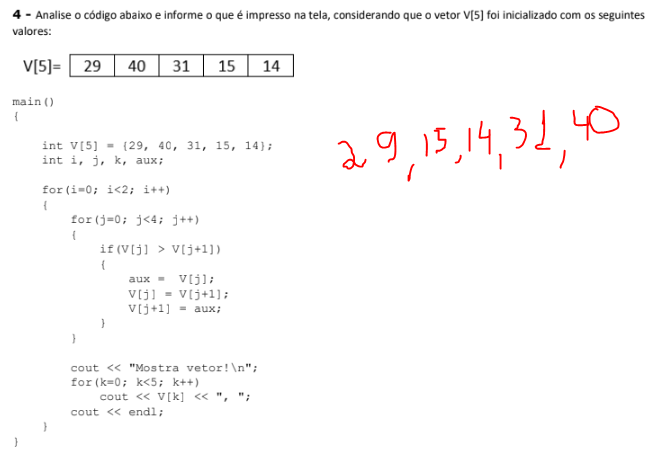 4 - Analise o código abaixo e informe o que é impresso na tela, considerando que o vetor V[5] foi inicializado com os seguintes
valores:
V[5]= 29 40 31 15 14
main()
{
int V[5] = {29, 40, 31, 15, 14};
int i, j, k, aux;
29, 15, 14, 31, 40
for(i=0; i<2; i++)
{
for(j=0; j<4; j++)
{
if(V[j] > V[j+1])
{
aux = V[j];
V[j] = V[j+1];
V[j+1] = aux;
}
}
cout << "Mostra vetor!\n";
for(k=0; k<5; k++)
cout << V[k] << ", ";
cout << endl;
}
}